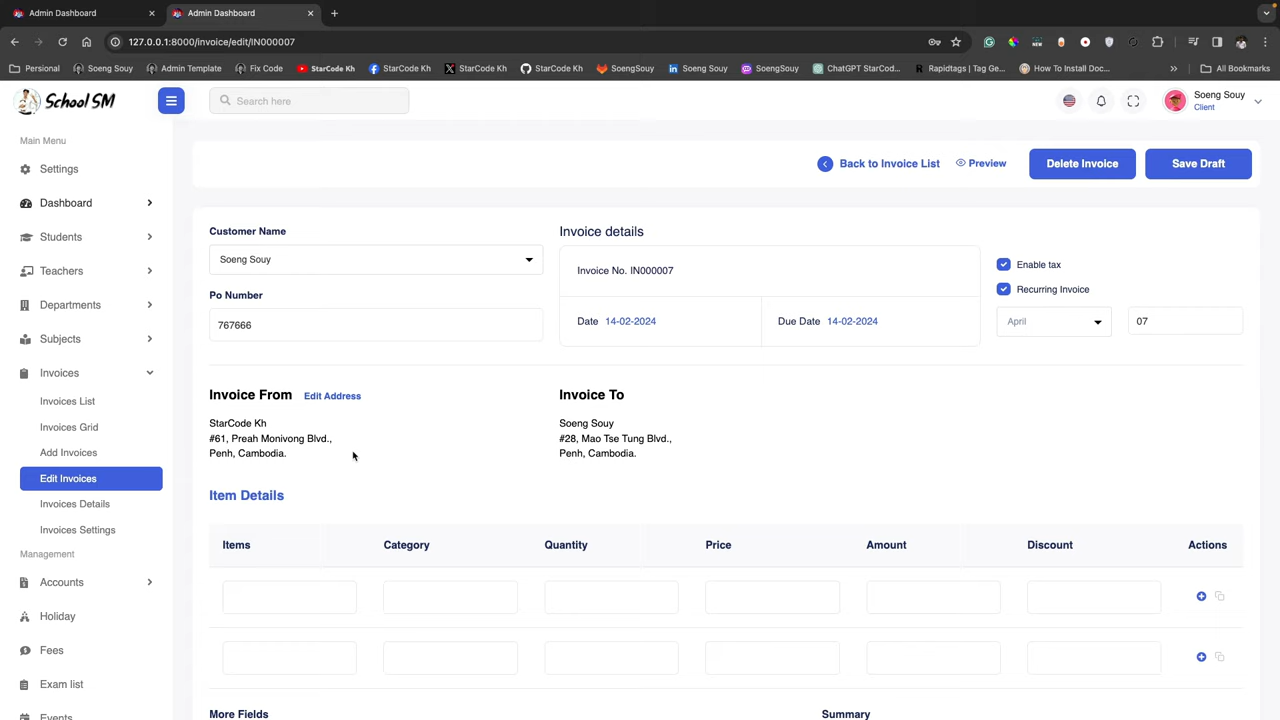 Admin Dashboard
Admin Dashboard
127.0.0.1:8000/invoice/edit/IN000007
Personal
Soeng Souy
Admin Template
Fix Code
StarCode Kh
StarCode Kh
StarCode Kh
StarCode Kh
SoengSouy
Soeng Souy
SoengSouy
ChatGPT StarCod...
Rapidtags | Tag Ge...
How To Install Doc...
All Bookmarks
School SM
Search here
Soeng Souy
Client
Main Menu
Settings
Dashboard
Students
Teachers
Departments
Subjects
Invoices
Invoices List
Invoices Grid
Add Invoices
Edit Invoices
Invoices Details
Invoices Settings
Management
Accounts
Holiday
Fees
Exam list
Events
Back to Invoice List
Preview
Delete Invoice
Save Draft
Customer Name
Soeng Souy
Po Number
767666
Invoice details
Invoice No. IN000007
Date 14-02-2024
Due Date 14-02-2024
Enable tax
Recurring Invoice
April
07
Invoice From Edit Address
StarCode Kh
#61, Preah Monivong Blvd.,
Penh, Cambodia.
Invoice To
Soeng Souy
#28, Mao Tse Tung Blvd.,
Penh, Cambodia.
Item Details
Items Category Quantity Price Amount Discount Actions
More Fields
Summary